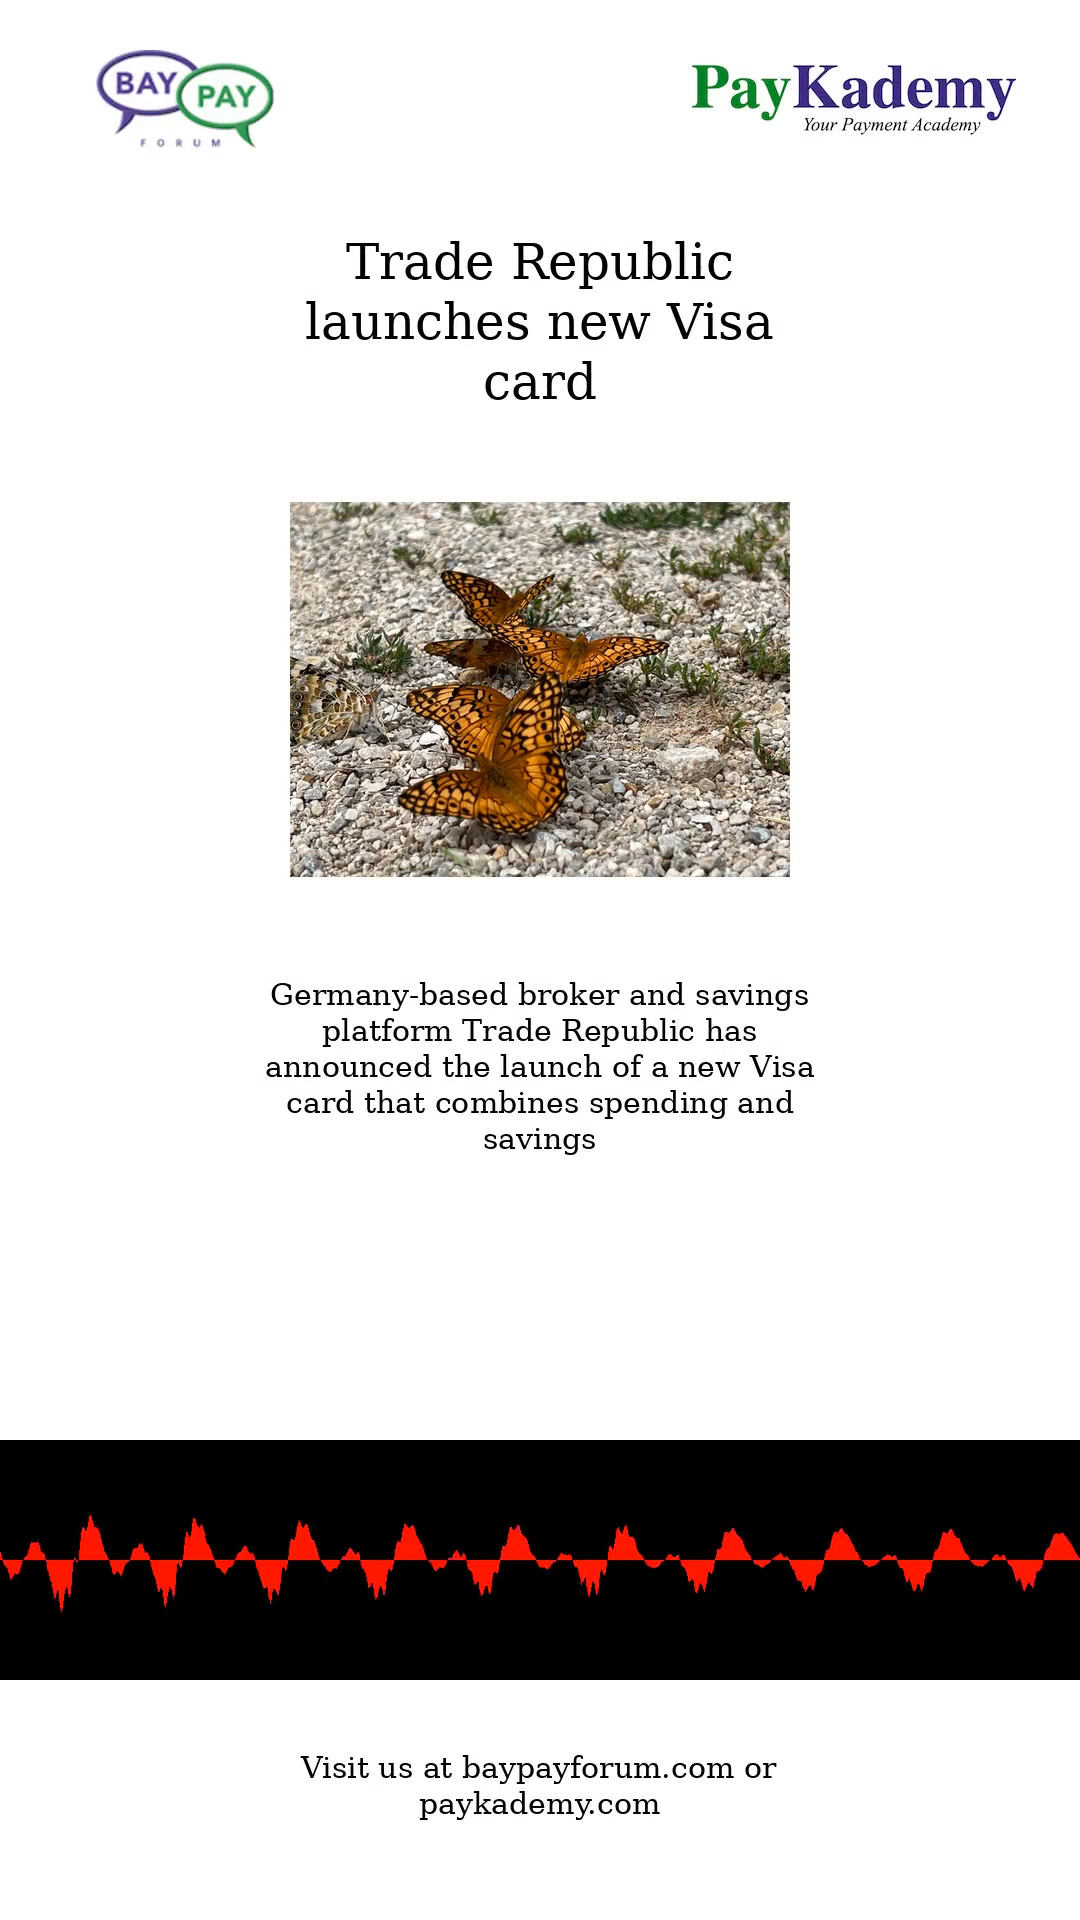 BAY PAY
FORUM
PayKademy
Your Payment Academy
Trade Republic
launches new Visa
card
Germany-based broker and savings
platform Trade Republic has
announced the launch of a new Visa
card that combines spending and
savings
Visit us at baypayforum.com or
paykademy.com